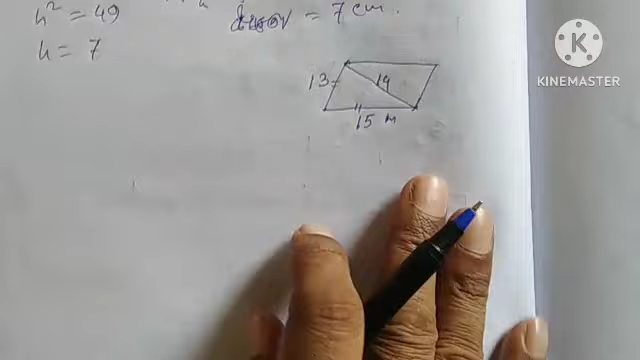 h² = 49
= 7 cm.
h = 7
13
14
15 m
K
KINEMASTER